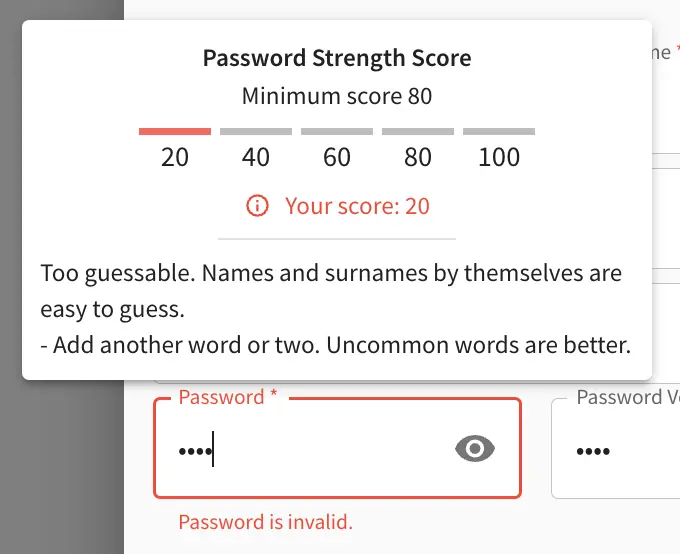 Password Strength Score
Minimum score 80
20 40 60 80 100
Your score: 20
Too guessable. Names and surnames by themselves are
easy to guess.
- Add another word or two. Uncommon words are better.
Password *
••••
Password is invalid.
Password
••••